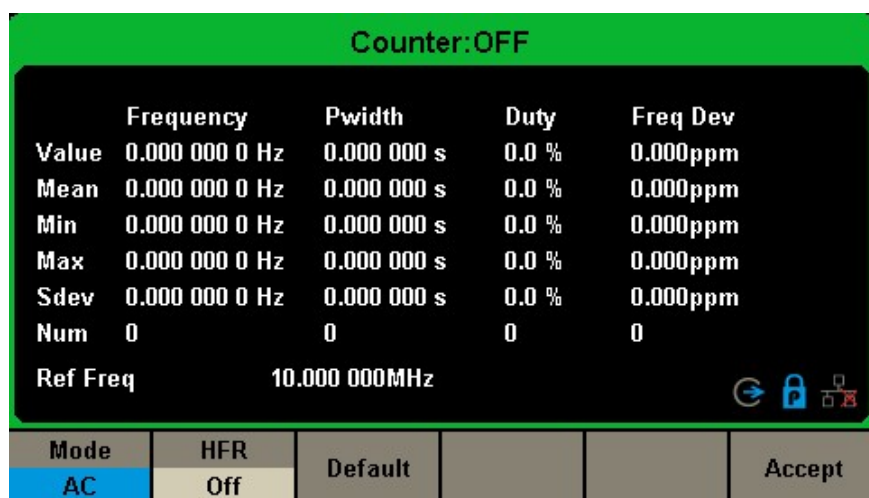 Counter:OFF
Frequency Pwidth Duty Freq Dev
Value 0.000 000 0 Hz 0.000 000 s 0.0 % 0.000ppm
Mean 0.000 000 0 Hz 0.000 000 s 0.0 % 0.000ppm
Min 0.000 000 0 Hz 0.000 000 s 0.0 % 0.000ppm
Max 0.000 000 0 Hz 0.000 000 s 0.0 % 0.000ppm
Sdev 0.000 000 0 Hz 0.000 000 s 0.0 % 0.000ppm
Num 0 0 0 0
Ref Freq 10.000 000MHz
P
Mode HFR Default Accept
AC Off